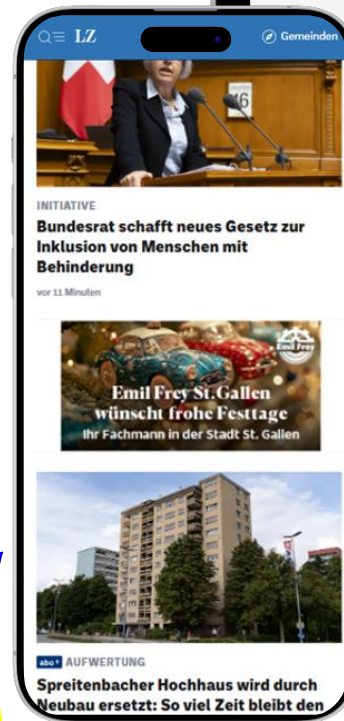 LZ
Gemeinden
16
INITIATIVE
Bundesrat schafft neues Gesetz zur
Inklusion von Menschen mit
Behinderung
vor 11 Minuten
Emil Frey
Emil Frey St. Gallen
wünscht frohe Festtage
Ihr Fachmann in der Stadt St. Gallen
abo+ AUFWERTUNG
Spreitenbacher Hochhaus wird durch
Neubau ersetzt: So viel Zeit bleibt den